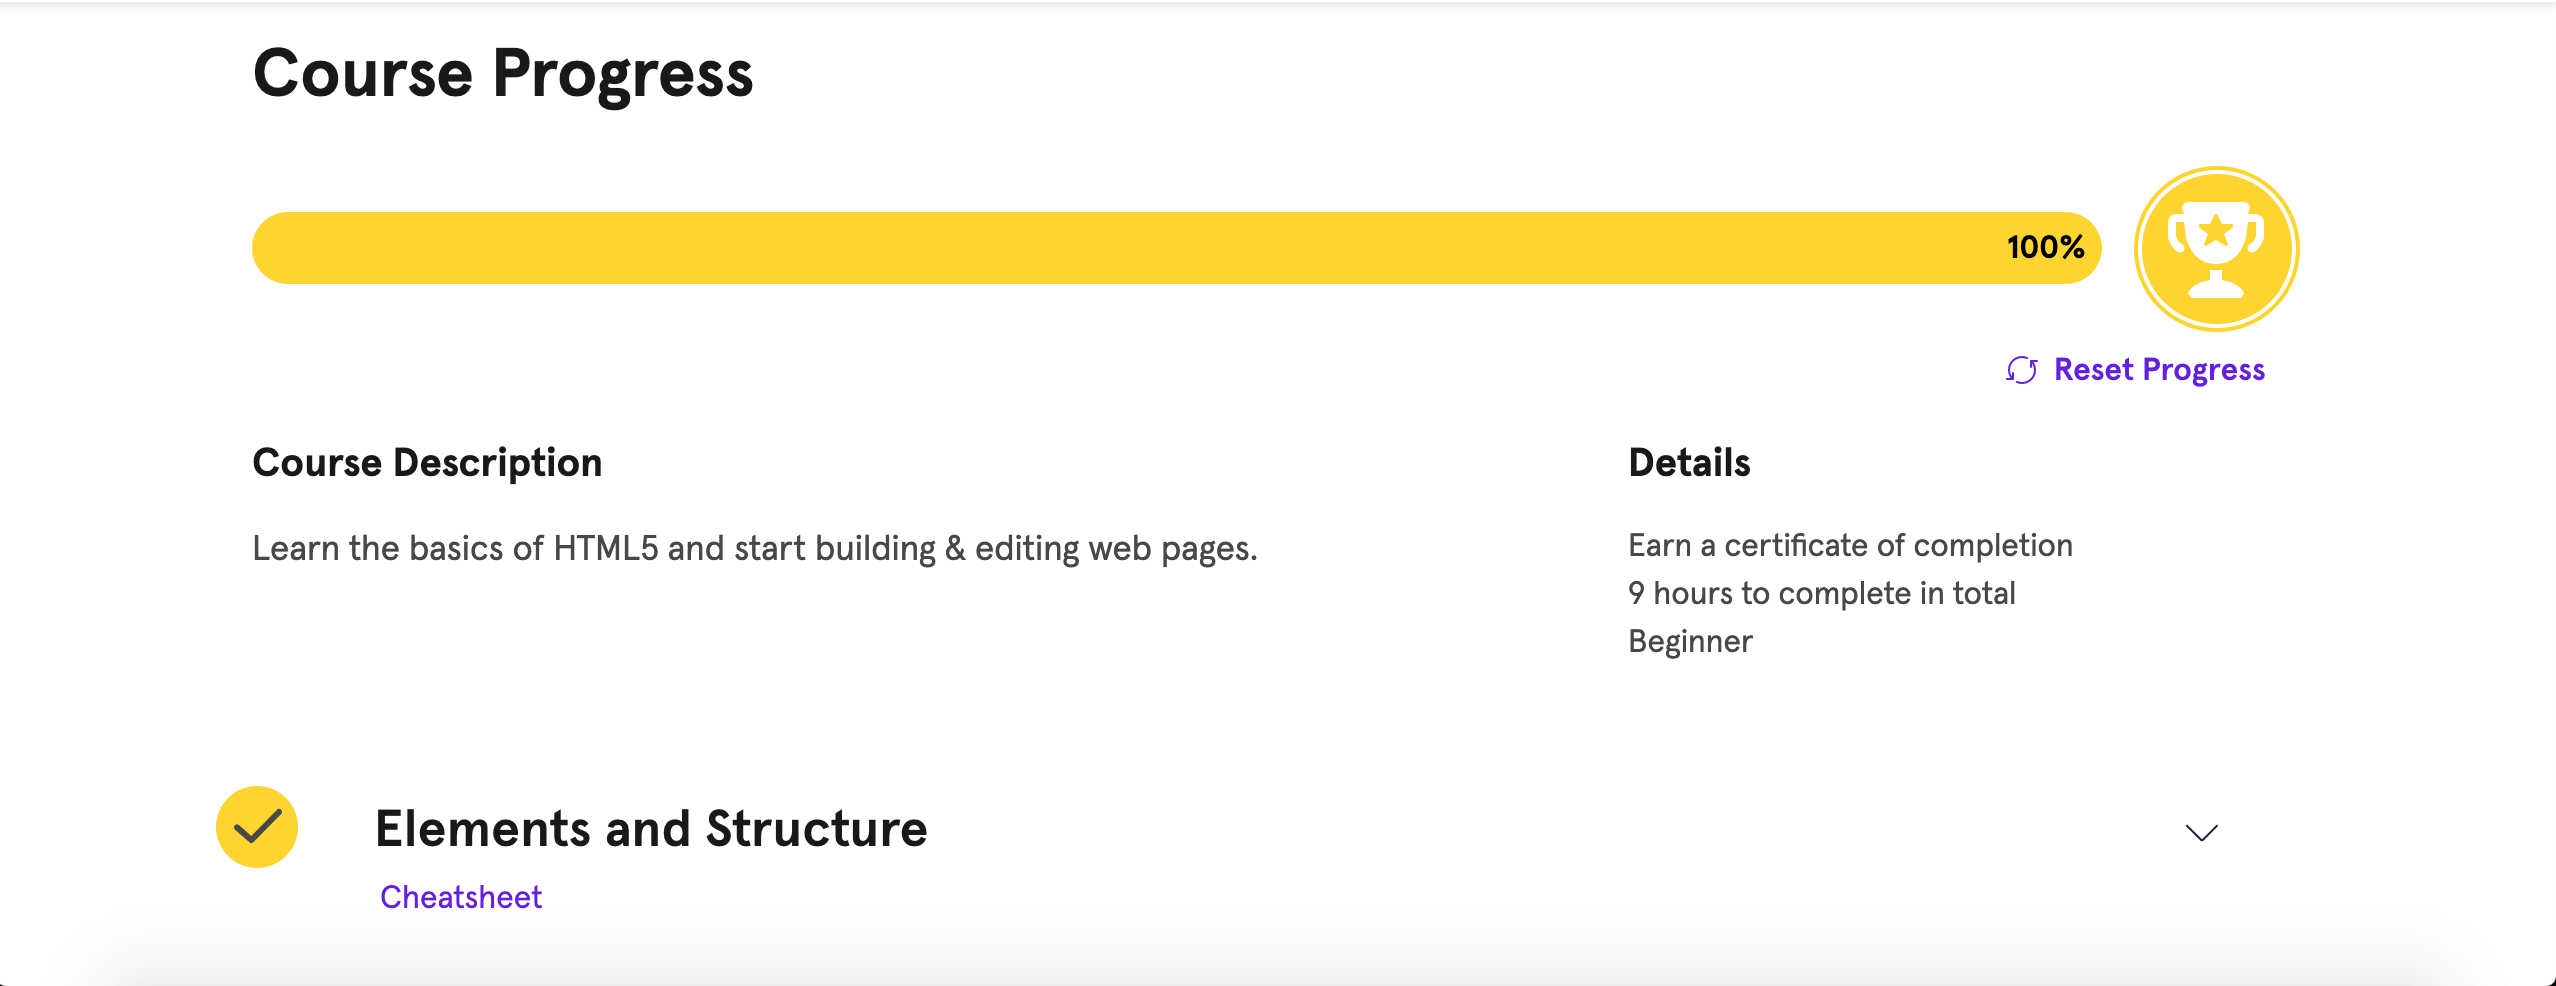 Course Progress
100%
Reset Progress
Course Description
Learn the basics of HTML5 and start building & editing web pages.
Details
Earn a certificate of completion
9 hours to complete in total
Beginner
Elements and Structure
Cheatsheet